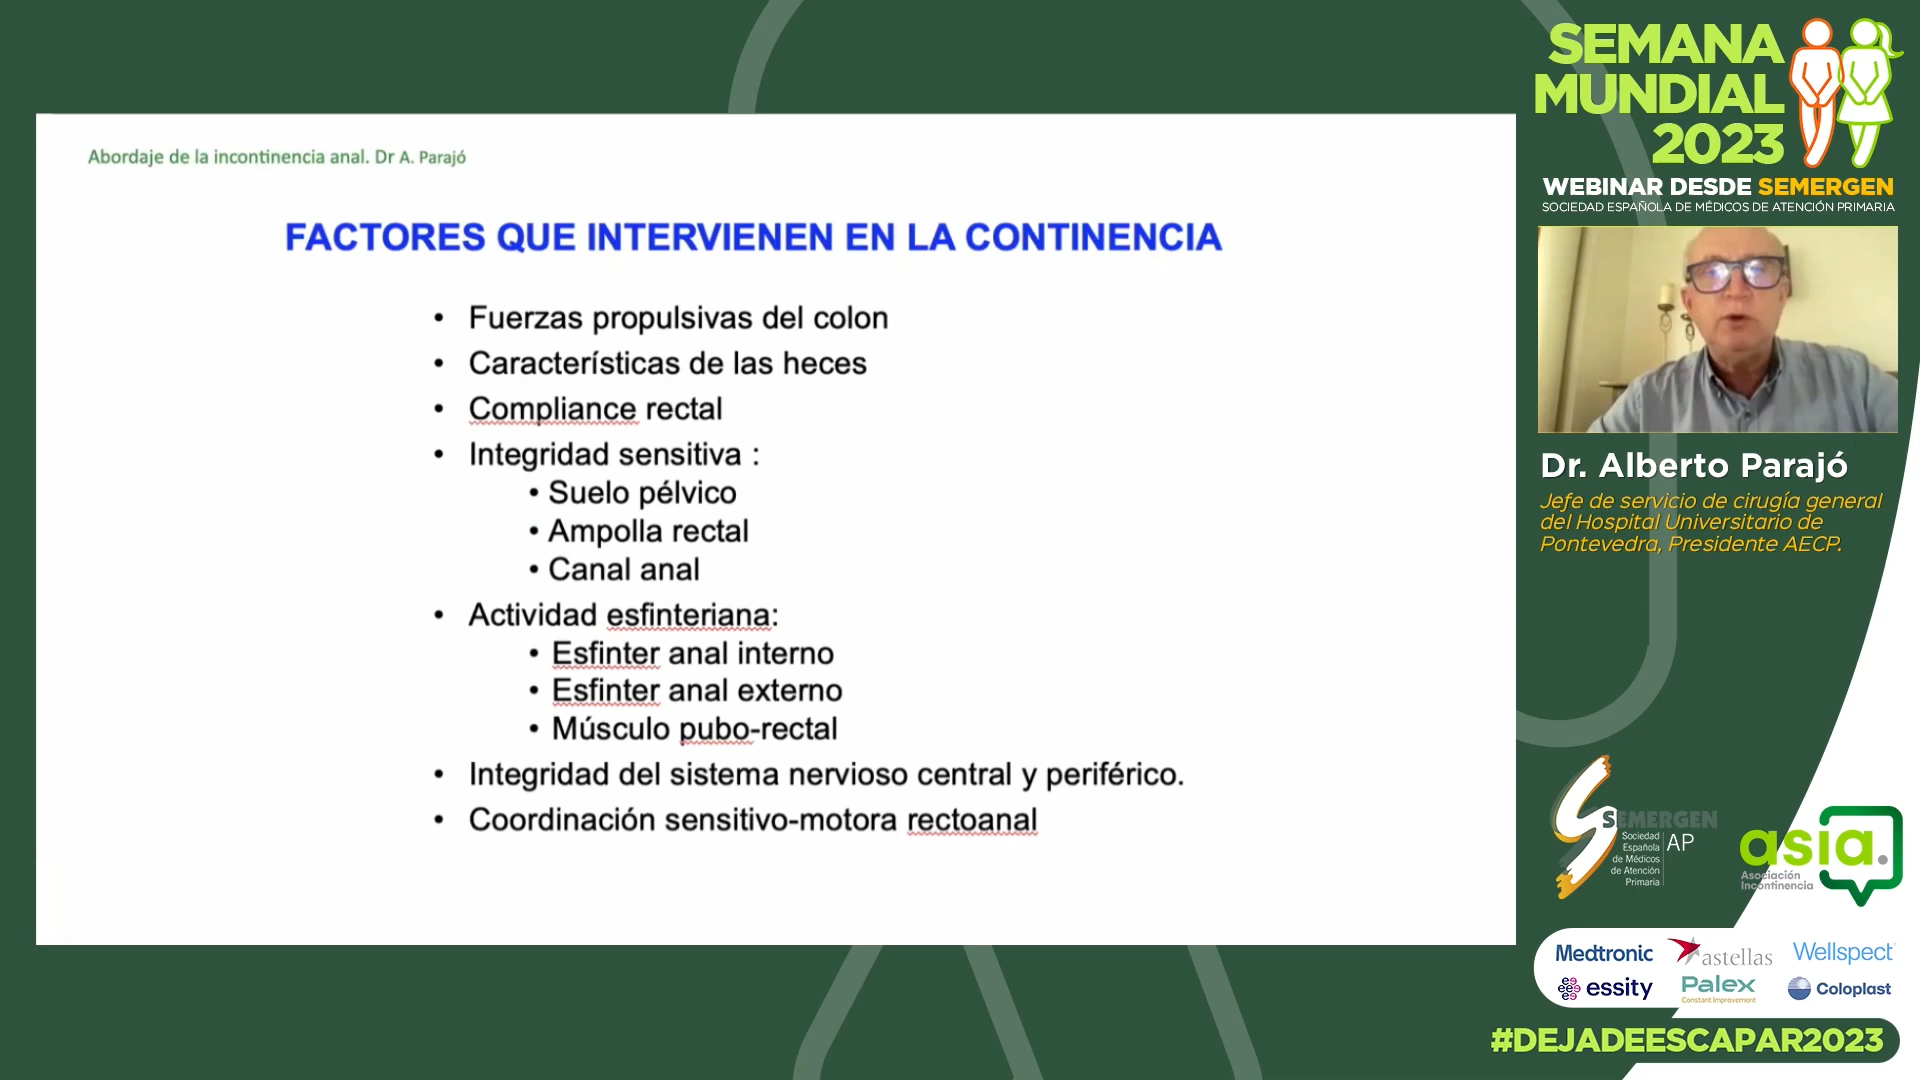 Abordaje de la incontinencia anal. Dr A. Parajó
FACTORES QUE INTERVIENEN EN LA CONTINENCIA
• Fuerzas propulsivas del colon
• Características de las heces
• Compliance rectal
• Integridad sensitiva :
• Suelo pélvico
• Ampolla rectal
• Canal anal
• Actividad esfinteriana:
• Esfinter anal interno
• Esfinter anal externo
• Músculo pubo-rectal
• Integridad del sistema nervioso central y periférico.
• Coordinación sensitivo-motora rectoanal
SEMANA
MUNDIAL
2023
WEBINAR DESDE SEMERGEN
SOCIEDAD ESPAÑOLA DE MÉDICOS DE ATENCIÓN PRIMARIA
Dr. Alberto Parajó
Jefe de servicio de cirugía general
del Hospital Universitario de
Pontevedra, Presidente AECP.
SEMERGEN
Sociedad
Española
de Médicos
de Atención
Primaria
AP
asia.
Asociación
Incontinencia
Medtronic
astellas
Wellspect
essity
Palex
Constant Improvement
Coloplast
#DEJADEESCAPAR2023